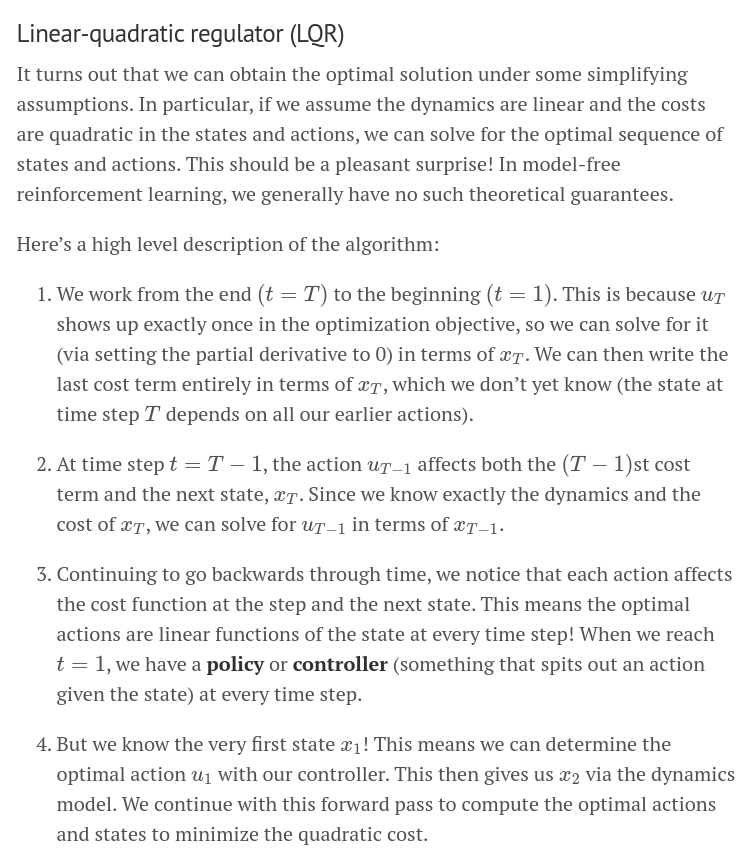 Linear-quadratic regulator (LQR)
It turns out that we can obtain the optimal solution under some simplifying
assumptions. In particular, if we assume the dynamics are linear and the costs
are quadratic in the states and actions, we can solve for the optimal sequence of
states and actions. This should be a pleasant surprise! In model-free
reinforcement learning, we generally have no such theoretical guarantees.
Here’s a high level description of the algorithm:
1. We work from the end (t = T) to the beginning (t = 1). This is because u_T
shows up exactly once in the optimization objective, so we can solve for it
(via setting the partial derivative to 0) in terms of x_T. We can then write the
last cost term entirely in terms of x_T, which we don’t yet know (the state at
time step T depends on all our earlier actions).
2. At time step t = T − 1, the action u_{T−1} affects both the (T − 1)st cost
term and the next state, x_T. Since we know exactly the dynamics and the
cost of x_T, we can solve for u_{T−1} in terms of x_{T−1}.
3. Continuing to go backwards through time, we notice that each action affects
the cost function at the step and the next state. This means the optimal
actions are linear functions of the state at every time step! When we reach
t = 1, we have a policy or controller (something that spits out an action
given the state) at every time step.
4. But we know the very first state x_1! This means we can determine the
optimal action u_1 with our controller. This then gives us x_2 via the dynamics
model. We continue with this forward pass to compute the optimal actions
and states to minimize the quadratic cost.